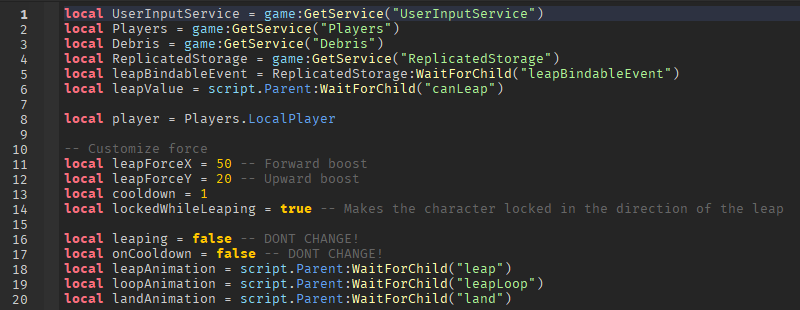 1 local UserInputService = game:GetService("UserInputService")
2 local Players = game:GetService("Players")
3 local Debris = game:GetService("Debris")
4 local ReplicatedStorage = game:GetService("ReplicatedStorage")
5 local leapBindableEvent = ReplicatedStorage:WaitForChild("leapBindableEvent")
6 local leapValue = script.Parent:WaitForChild("canLeap")
7
8 local player = Players.LocalPlayer
9
10 -- Customize force
11 local leapForceX = 50 -- Forward boost
12 local leapForceY = 20 -- Upward boost
13 local cooldown = 1
14 local lockedWhileLeaping = true -- Makes the character locked in the direction of the leap
15
16 local leaping = false -- DONT CHANGE!
17 local onCooldown = false -- DONT CHANGE!
18 local leapAnimation = script.Parent:WaitForChild("leap")
19 local loopAnimation = script.Parent:WaitForChild("leapLoop")
20 local landAnimation = script.Parent:WaitForChild("land")